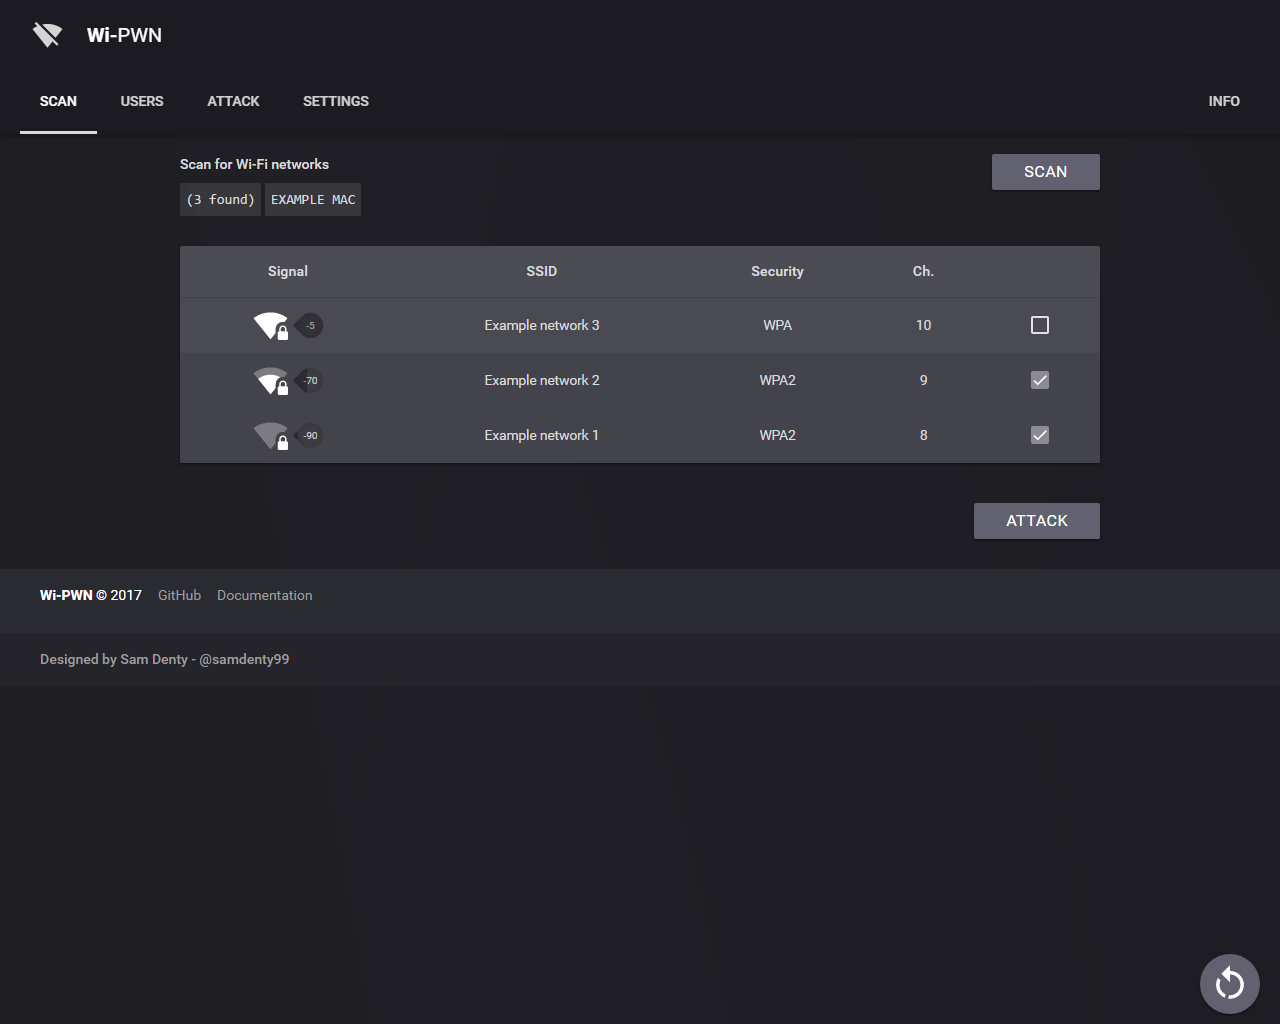 Wi-PWN
SCAN USERS ATTACK SETTINGS INFO
Scan for Wi-Fi networks
SCAN
(3 found) EXAMPLE MAC
Signal SSID Security Ch.
-5 Example network 3 WPA 10
-70 Example network 2 WPA2 9
-90 Example network 1 WPA2 8
ATTACK
Wi-PWN © 2017 GitHub Documentation
Designed by Sam Denty - @samdenty99